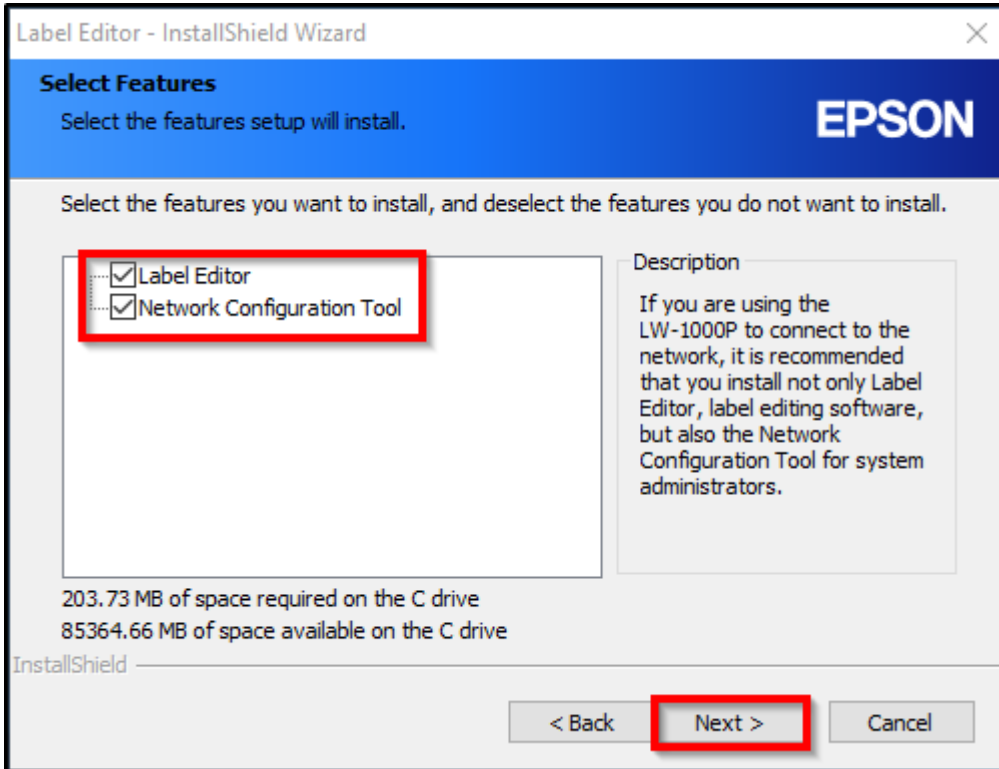 Label Editor - InstallShield Wizard
Select Features
Select the features setup will install.
EPSON
Select the features you want to install, and deselect the features you do not want to install.
Label Editor
Network Configuration Tool
Description
If you are using the
LW-1000P to connect to the
network, it is recommended
that you install not only Label
Editor, label editing software,
but also the Network
Configuration Tool for system
administrators.
203.73 MB of space required on the C drive
85364.66 MB of space available on the C drive
InstallShield
< Back
Next >
Cancel